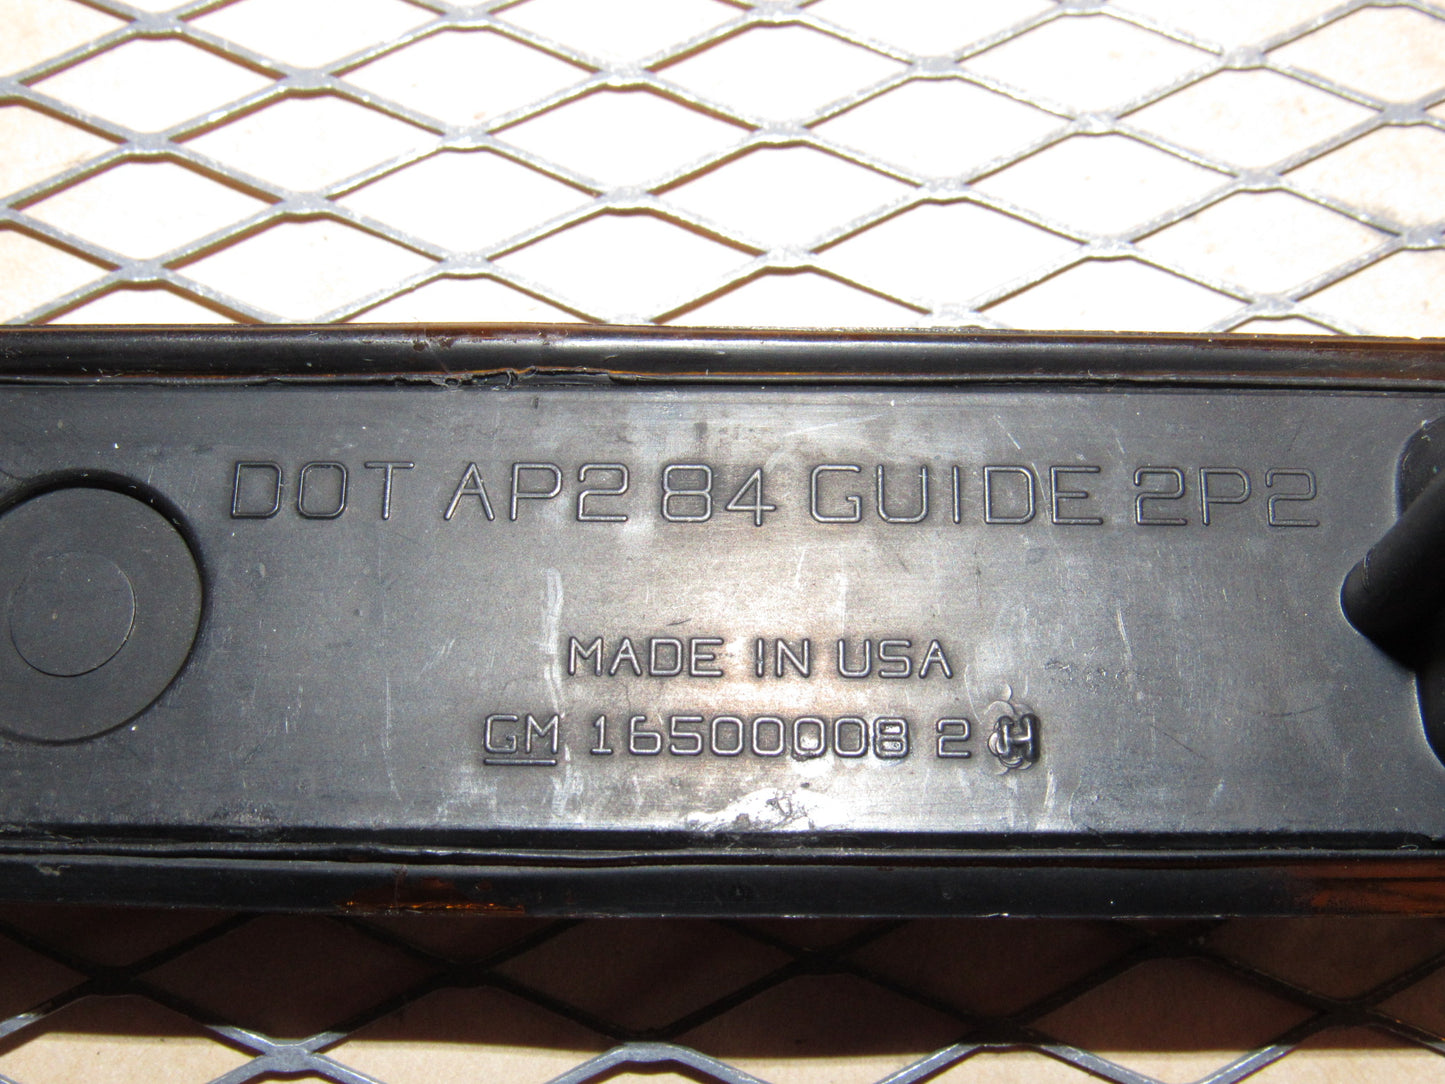 DOT AP2 84 GUIDE 2P2
MADE IN USA
GM 16500008 2 H